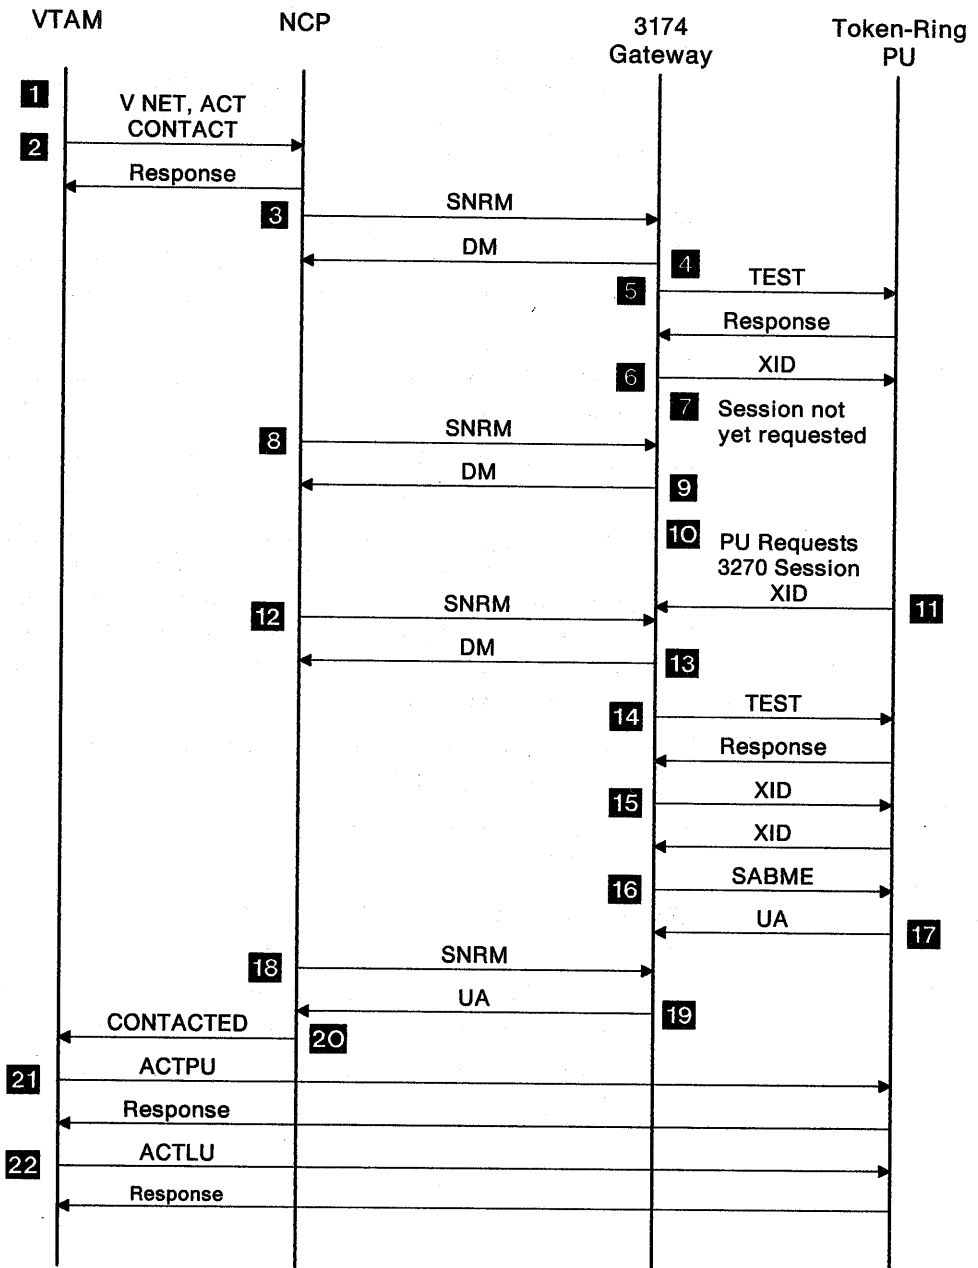 VTAM
NCP
3174
Gateway
Token-Ring
PU
1
V NET, ACT
CONTACT
2
Response
3
SNRM
DM
4
5
TEST
Response
6
XID
7
Session not
yet requested
8
SNRM
DM
9
10
PU Requests
3270 Session
XID
11
12
SNRM
DM
13
14
TEST
Response
15
XID
XID
16
SABME
UA
17
18
SNRM
UA
19
CONTACTED
20
21
ACTPU
Response
22
ACTLU
Response